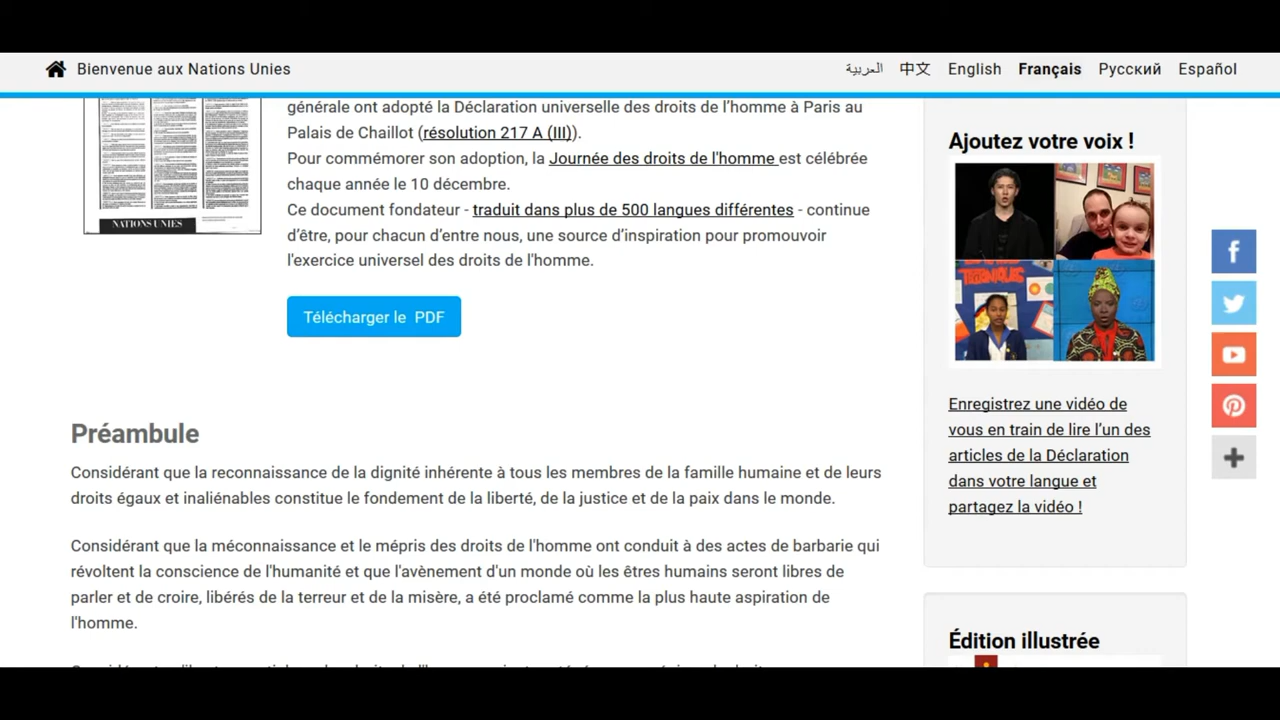 Bienvenue aux Nations Unies
العربية 中文 English Français Русский Español
générale ont adopté la Déclaration universelle des droits de l’homme à Paris au
Palais de Chaillot (résolution 217 A (III)).
Pour commémorer son adoption, la Journée des droits de l'homme est célébrée
chaque année le 10 décembre.
Ce document fondateur - traduit dans plus de 500 langues différentes - continue
d’être, pour chacun d’entre nous, une source d’inspiration pour promouvoir
l'exercice universel des droits de l'homme.
NATIONS UNIES
Télécharger le PDF
Préambule
Considérant que la reconnaissance de la dignité inhérente à tous les membres de la famille humaine et de leurs
droits égaux et inaliénables constitue le fondement de la liberté, de la justice et de la paix dans le monde.
Considérant que la méconnaissance et le mépris des droits de l'homme ont conduit à des actes de barbarie qui
révoltent la conscience de l'humanité et que l'avènement d'un monde où les êtres humains seront libres de
parler et de croire, libérés de la terreur et de la misère, a été proclamé comme la plus haute aspiration de
l'homme.
Ajoutez votre voix !
Enregistrez une vidéo de
vous en train de lire l’un des
articles de la Déclaration
dans votre langue et
partagez la vidéo !
Édition illustrée